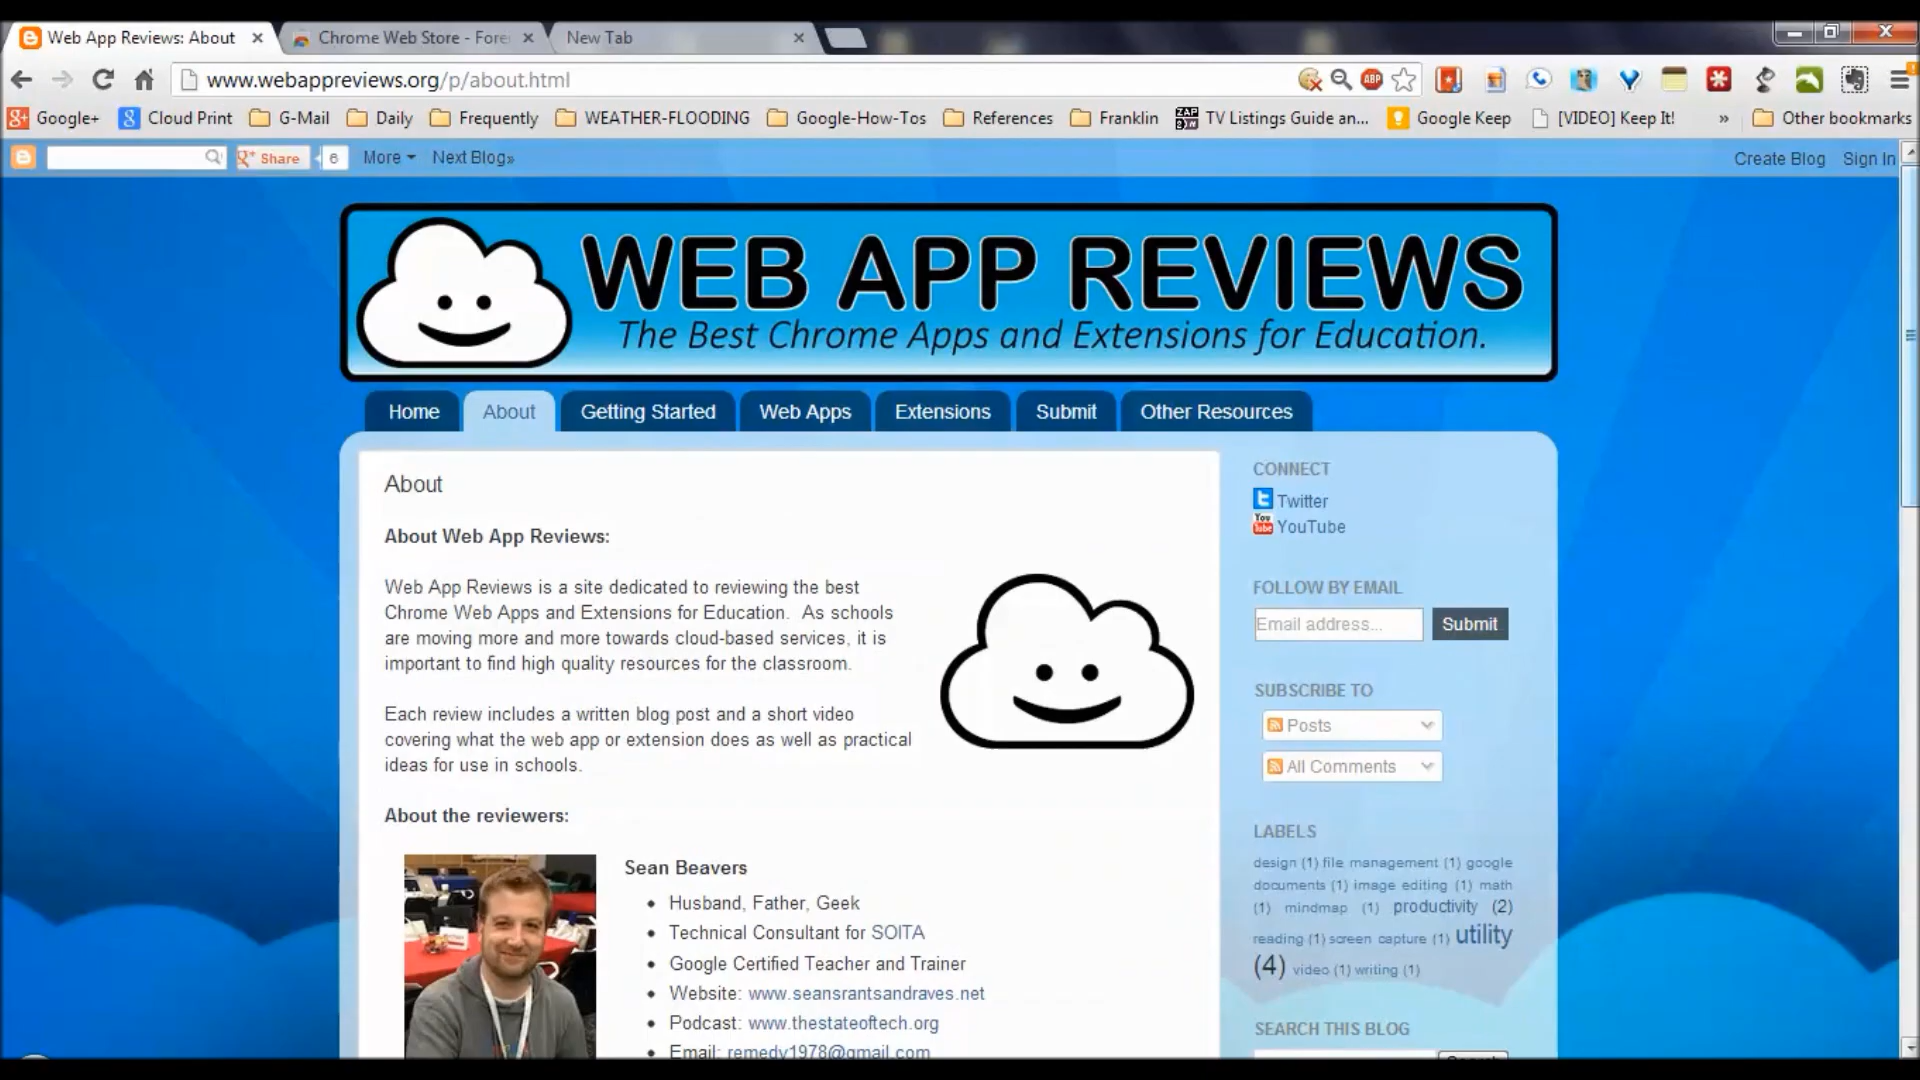 Web App Reviews: About
Chrome Web Store - Fore
New Tab
www.webappreviews.org/p/about.html
ABP
Google+ Cloud Print G-Mail Daily Frequently WEATHER-FLOODING Google-How-Tos References Franklin TV Listings Guide an... Google Keep [VIDEO] Keep It! » Other bookmarks
Share 6 More Next Blog» Create Blog Sign In
WEB APP REVIEWS
The Best Chrome Apps and Extensions for Education.
Home About Getting Started Web Apps Extensions Submit Other Resources
About
About Web App Reviews:
Web App Reviews is a site dedicated to reviewing the best
Chrome Web Apps and Extensions for Education. As schools
are moving more and more towards cloud-based services, it is
important to find high quality resources for the classroom.
Each review includes a written blog post and a short video
covering what the web app or extension does as well as practical
ideas for use in schools.
About the reviewers:
Sean Beavers
• Husband, Father, Geek
• Technical Consultant for SOITA
• Google Certified Teacher and Trainer
• Website: www.seansrantsandraves.net
• Podcast: www.thestateoftech.org
• Email: remedy1978@gmail.com
CONNECT
Twitter
YouTube
FOLLOW BY EMAIL
Email address... Submit
SUBSCRIBE TO
Posts
All Comments
LABELS
design (1) file management (1) google
documents (1) image editing (1) math
(1) mindmap (1) productivity (2)
reading (1) screen capture (1) utility
(4) video (1) writing (1)
SEARCH THIS BLOG
Search